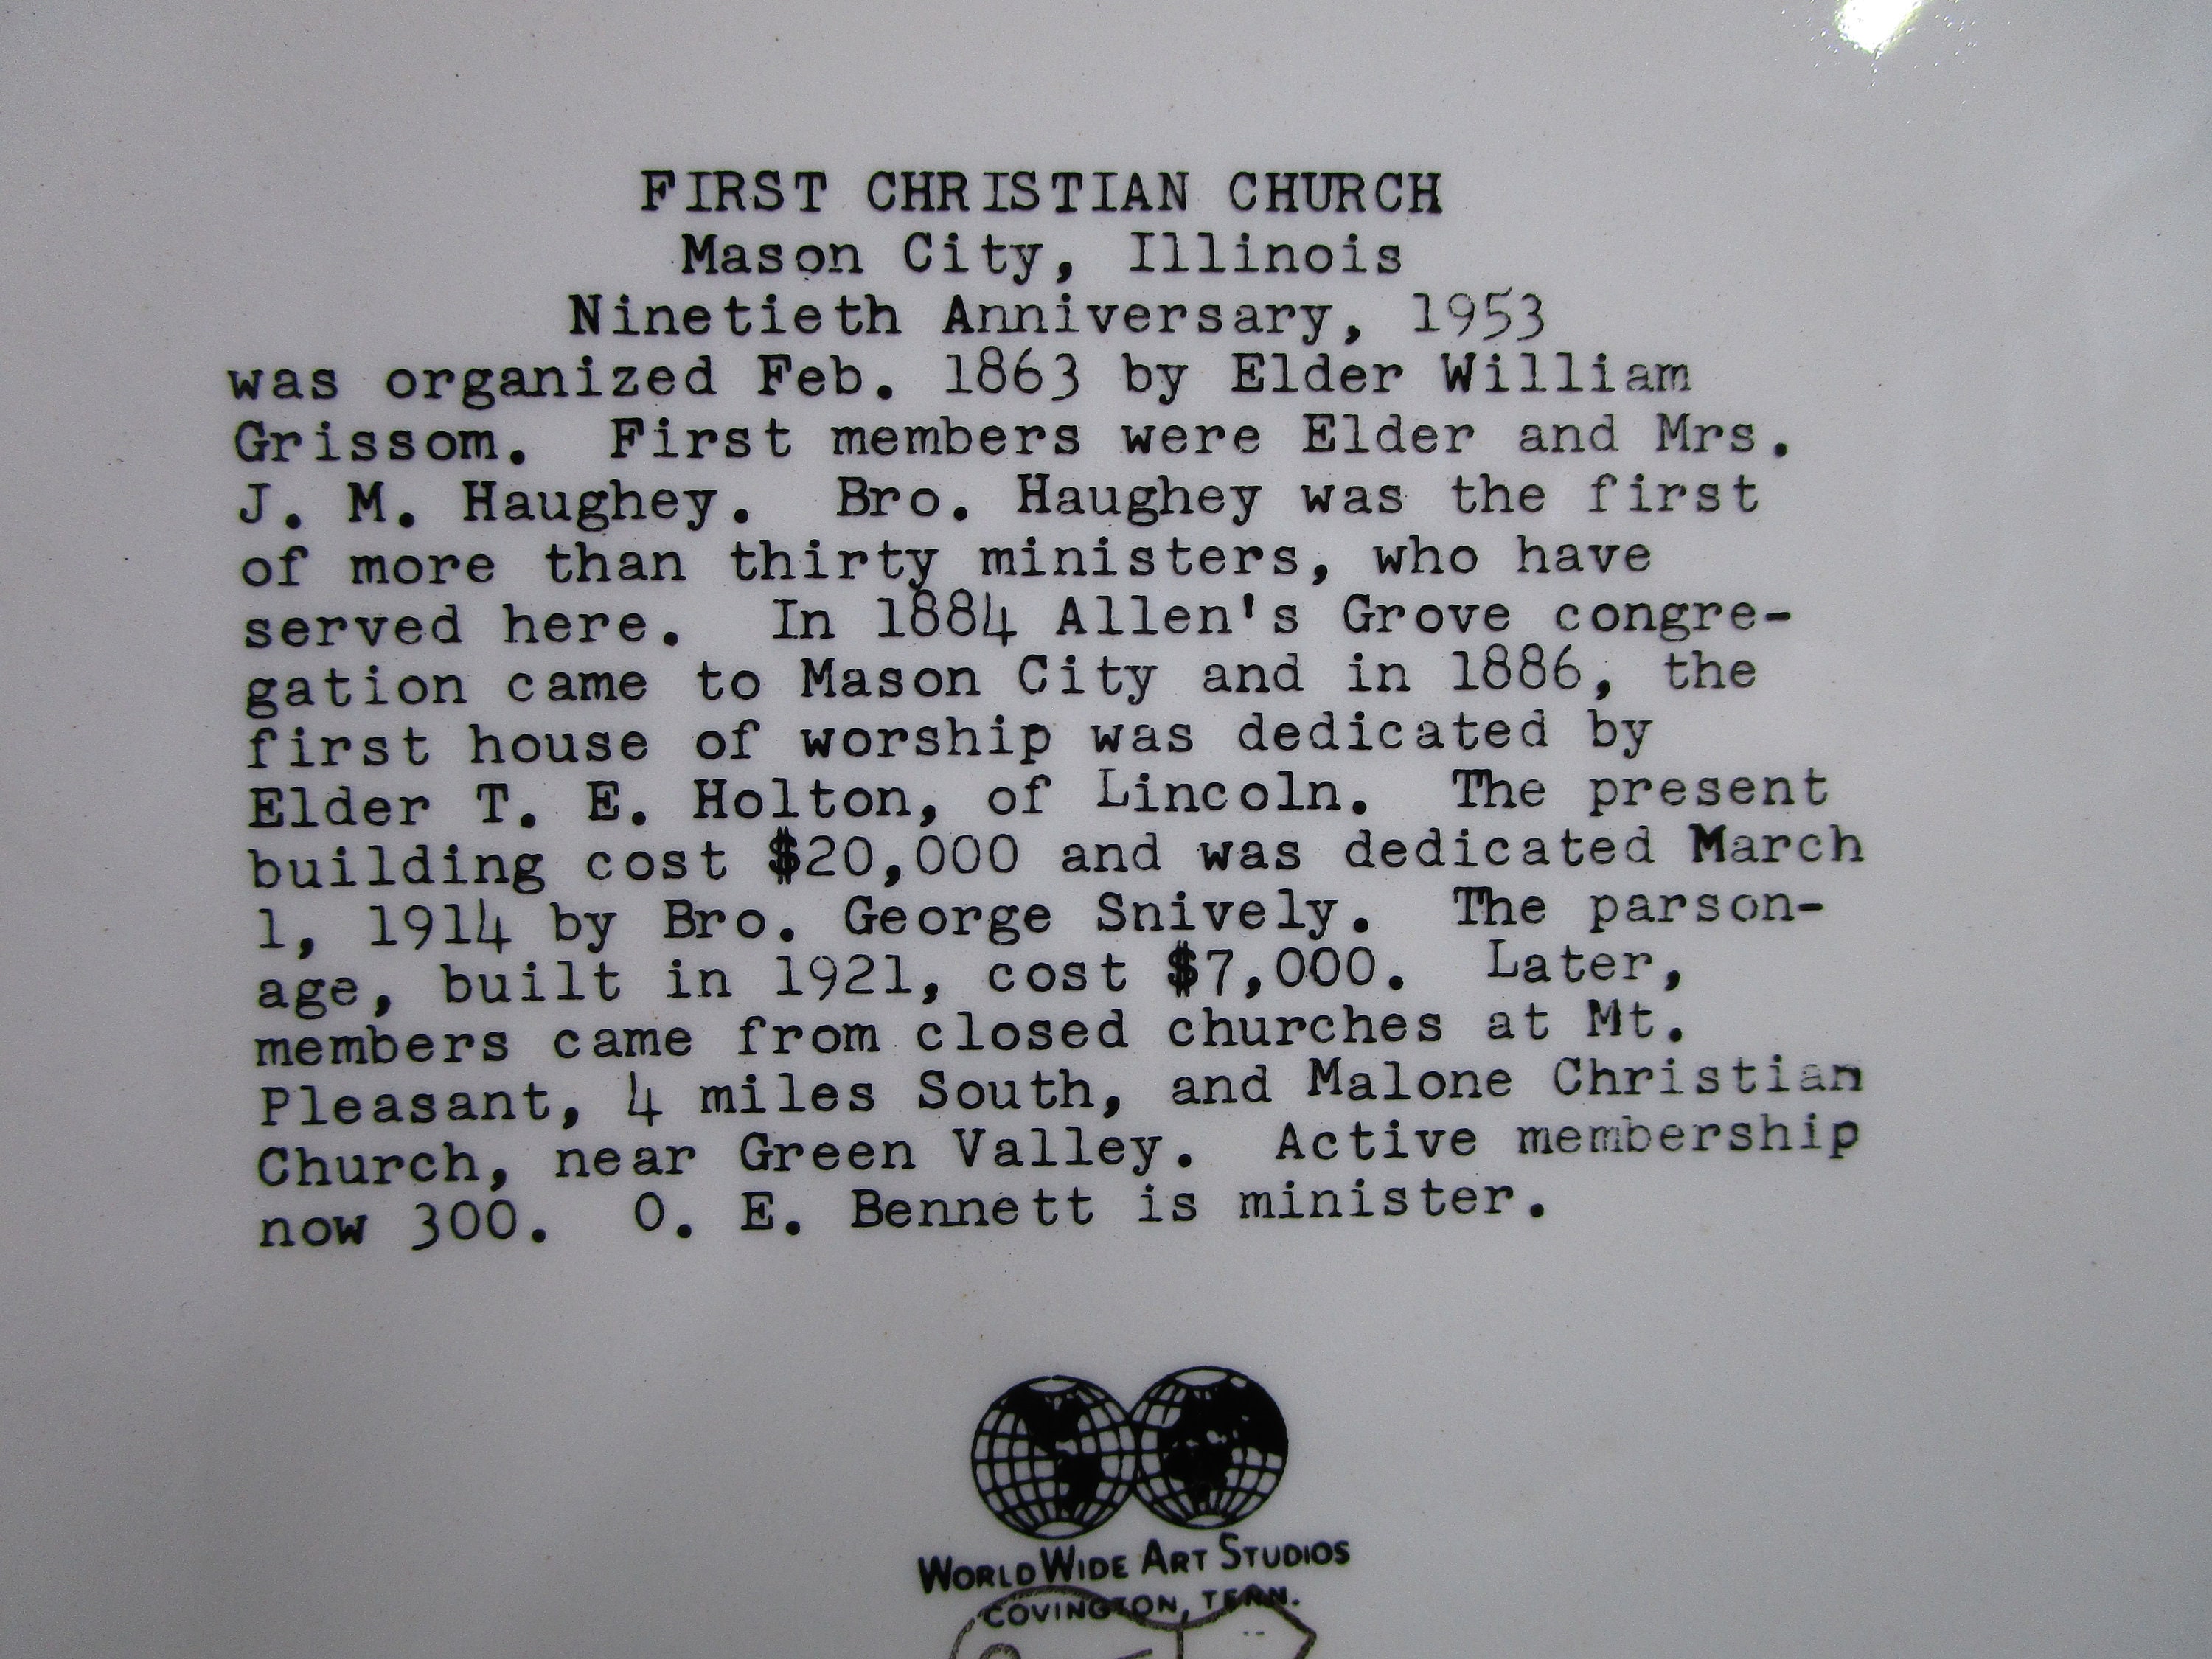 FIRST CHRISTIAN CHURCH
Mason City, Illinois
Ninetieth Anniversary, 1953
was organized Feb. 1863 by Elder William
Grissom. First members were Elder and Mrs.
J. M. Haughey. Bro. Haughey was the first
of more than thirty ministers, who have
served here. In 1884 Allen's Grove congre-
gation came to Mason City and in 1886, the
first house of worship was dedicated by
Elder T. E. Holton, of Lincoln. The present
building cost $20,000 and was dedicated March
1, 1914 by Bro. George Snively. The parson-
age, built in 1921, cost $7,000. Later,
members came from closed churches at Mt.
Pleasant, 4 miles South, and Malone Christian
Church, near Green Valley. Active membership
now 300. O. E. Bennett is minister.
WORLD WIDE ART STUDIOS
COVINGTON, TENN.